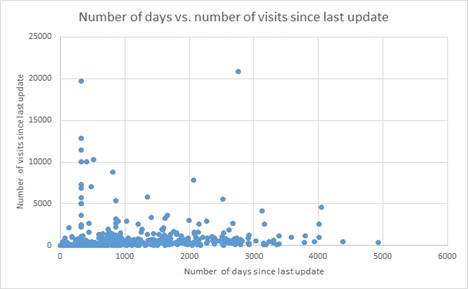 Number of days vs. number of visits since last update
25000
20000
15000
10000
5000
0
0 1000 2000 3000 4000 5000 6000
Number of visits since last update
Number of days since last update